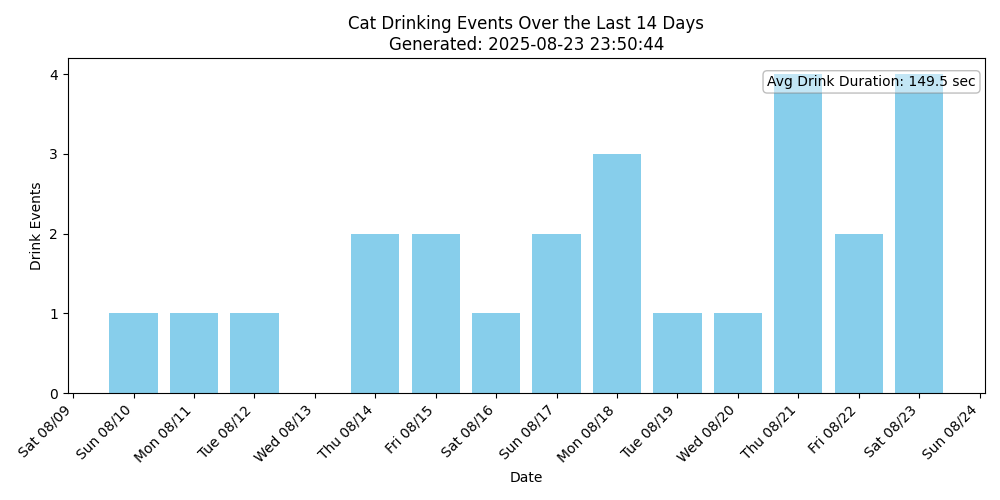 Cat Drinking Events Over the Last 14 Days
Generated: 2025-08-23 23:50:44
Avg Drink Duration: 149.5 sec
Drink Events
4
3
2
1
0
Sat 08/09
Sun 08/10
Mon 08/11
Tue 08/12
Wed 08/13
Thu 08/14
Fri 08/15
Sat 08/16
Sun 08/17
Mon 08/18
Tue 08/19
Wed 08/20
Thu 08/21
Fri 08/22
Sat 08/23
Sun 08/24
Date